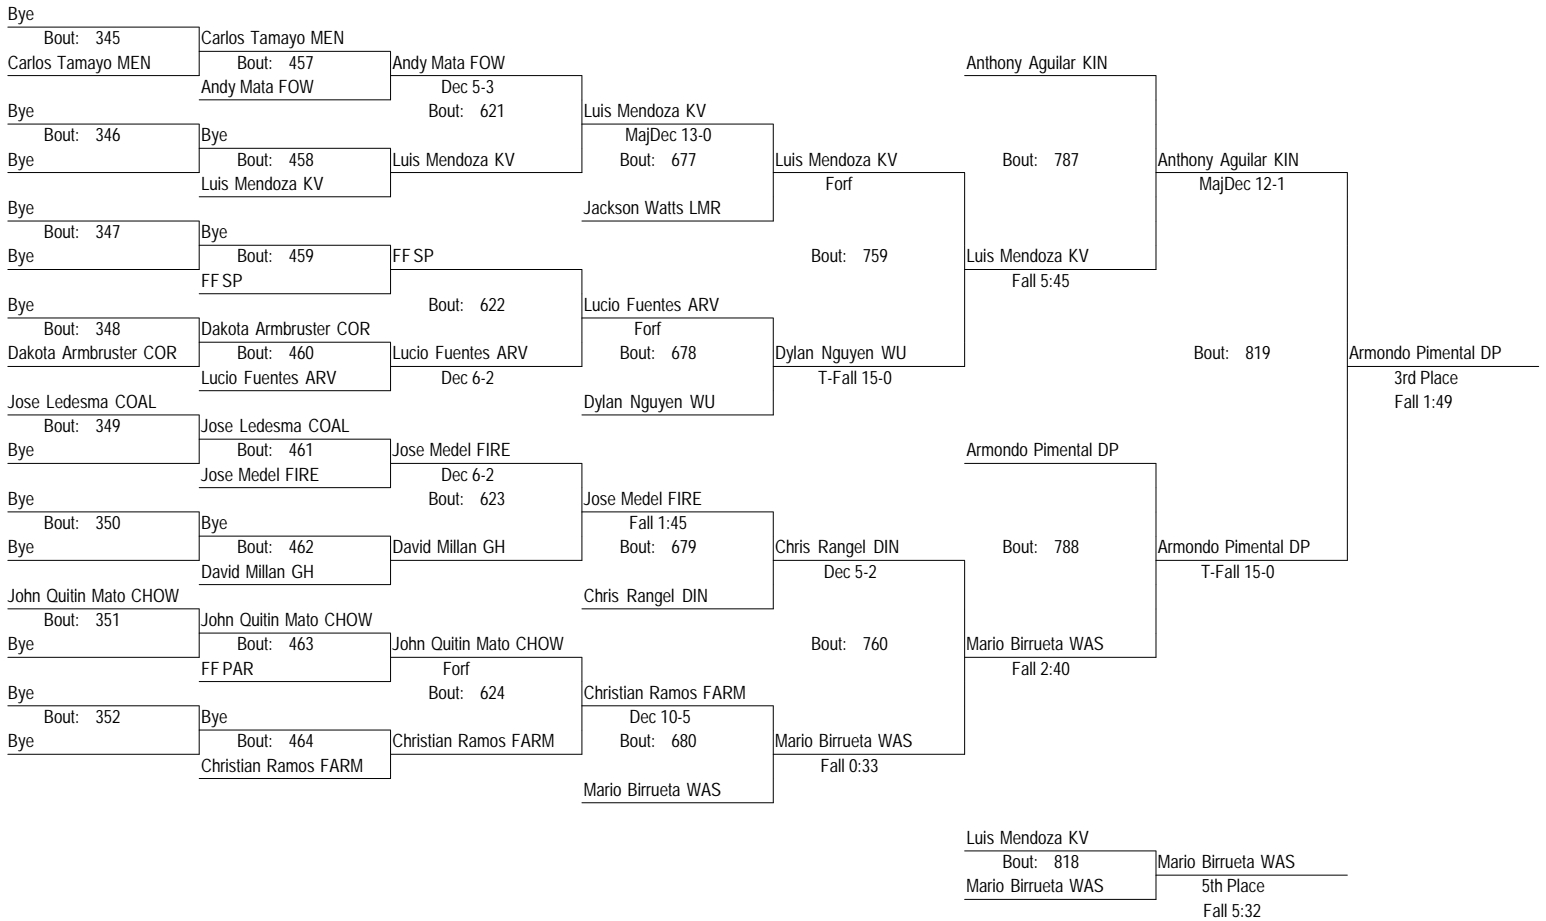 Bye
Bout: 345
Carlos Tamayo MEN
Bye
Bout: 346
Bye
Bye
Bout: 347
Bye
Bye
Bout: 348
Dakota Armbruster COR
Jose Ledesma COAL
Bout: 349
Bye
Bye
Bout: 350
Bye
John Quitin Mato CHOW
Bout: 351
Bye
Bye
Bout: 352
Bye
Carlos Tamayo MEN
Bout: 457
Andy Mata FOW
Bye
Bout: 458
Luis Mendoza KV
Bye
Bout: 459
FF SP
Dakota Armbruster COR
Bout: 460
Lucio Fuentes ARV
Jose Ledesma COAL
Bout: 461
Jose Medel FIRE
Bye
Bout: 462
David Millan GH
John Quitin Mato CHOW
Bout: 463
FF PAR
Bye
Bout: 464
Christian Ramos FARM
Andy Mata FOW
Dec 5-3
Bout: 621
Luis Mendoza KV
FF SP
Bout: 622
Lucio Fuentes ARV
Dec 6-2
Jose Medel FIRE
Dec 6-2
Bout: 623
David Millan GH
John Quitin Mato CHOW
Forf
Bout: 624
Christian Ramos FARM
Luis Mendoza KV
MajDec 13-0
Bout: 677
Jackson Watts LMR
Lucio Fuentes ARV
Forf
Bout: 678
Dylan Nguyen WU
Jose Medel FIRE
Fall 1:45
Bout: 679
Chris Rangel DIN
Christian Ramos FARM
Dec 10-5
Bout: 680
Mario Birrueta WAS
Luis Mendoza KV
Forf
Bout: 759
Dylan Nguyen WU
T-Fall 15-0
Chris Rangel DIN
Dec 5-2
Bout: 760
Mario Birrueta WAS
Fall 0:33
Anthony Aguilar KIN
Bout: 787
Luis Mendoza KV
Fall 5:45
Armondo Pimental DP
Bout: 788
Mario Birrueta WAS
Fall 2:40
Anthony Aguilar KIN
MajDec 12-1
Bout: 819
Armondo Pimental DP
T-Fall 15-0
Armondo Pimental DP
3rd Place
Fall 1:49
Luis Mendoza KV
Bout: 818
Mario Birrueta WAS
Mario Birrueta WAS
5th Place
Fall 5:32